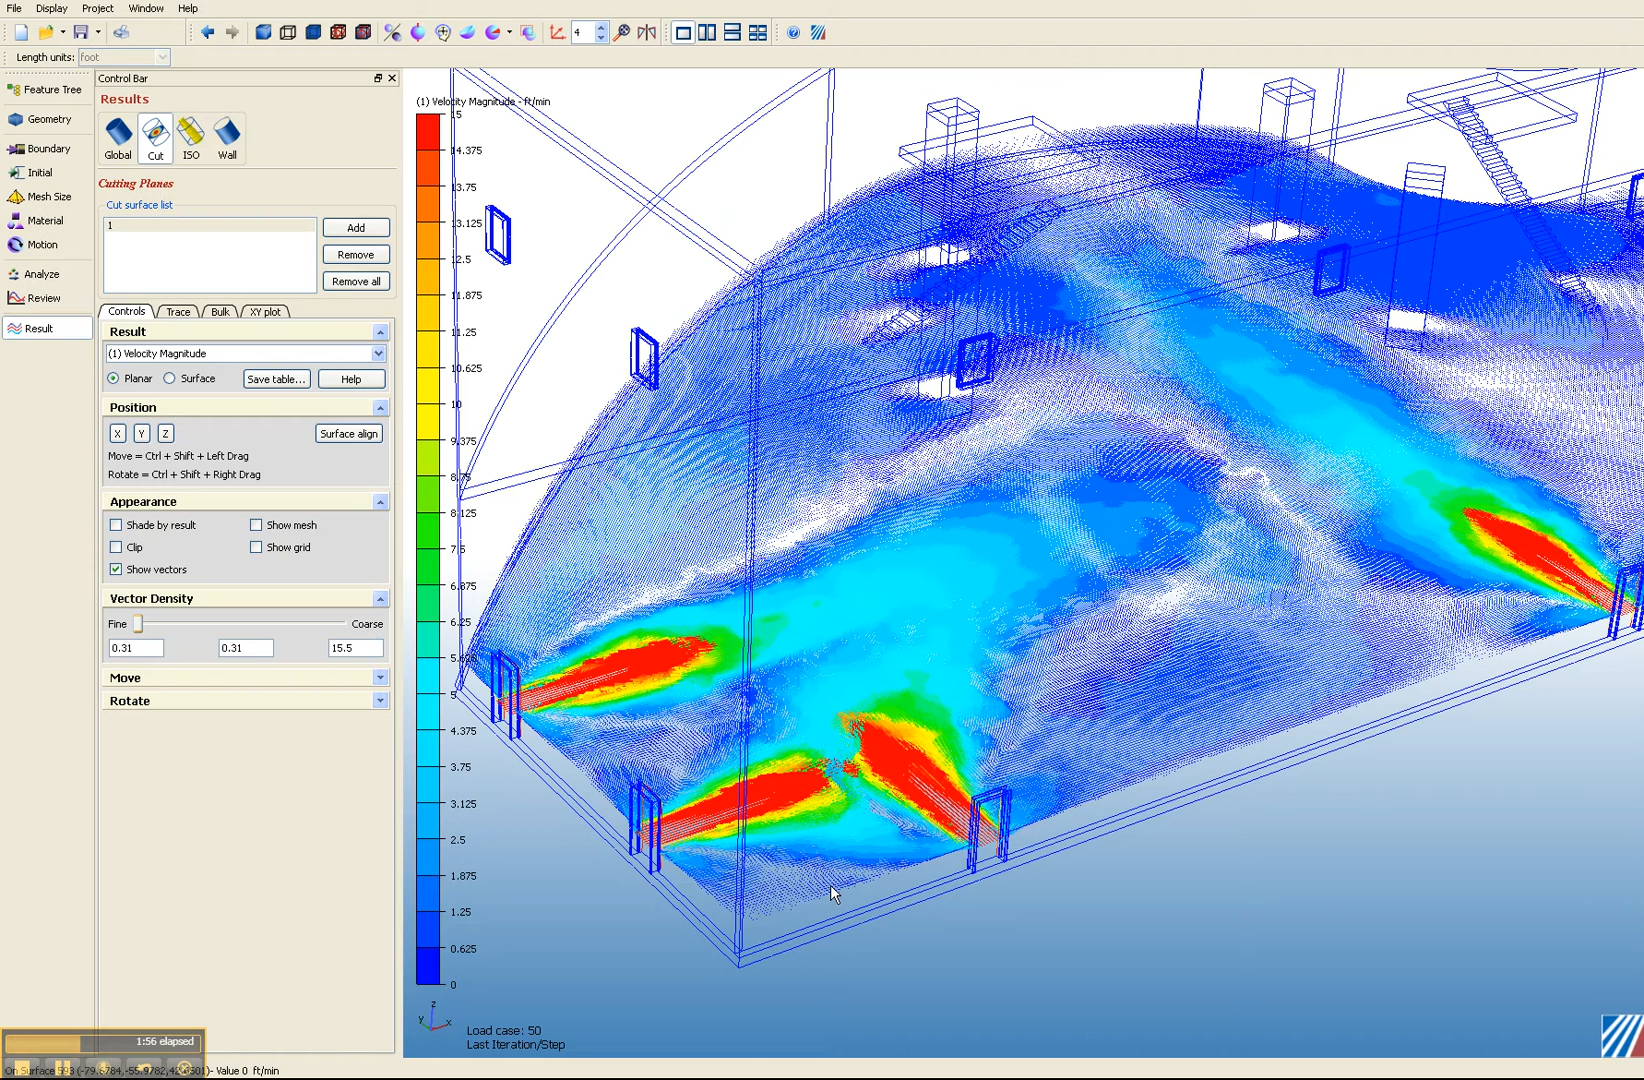 File Display Project Window Help
4
Length units: foot
Control Bar
Feature Tree
Geometry
Boundary
Initial
Mesh Size
Material
Motion
Analyze
Review
Result
Results
Global Cut ISO Wall
Cutting Planes
Cut surface list
1
Add
Remove
Remove all
Controls Trace Bulk XY plot
Result
(1) Velocity Magnitude
Planar Surface Save table... Help
Position
X Y Z Surface align
Move = Ctrl + Shift + Left Drag
Rotate = Ctrl + Shift + Right Drag
Appearance
Shade by result Show mesh
Clip Show grid
Show vectors
Vector Density
Fine Coarse
0.31 0.31 15.5
Move
Rotate
(1) Velocity Magnitude - ft/min
15
14.375
13.75
13.125
12.5
11.875
11.25
10.625
10
9.375
8.75
8.125
7.5
6.875
6.25
5.625
5
4.375
3.75
3.125
2.5
1.875
1.25
0.625
0
z
y x
Load case: 50
Last Iteration/Step
1:56 elapsed
On Surface 593 (-79.6784,-55.9782,42. 501)- Value 0 ft/min